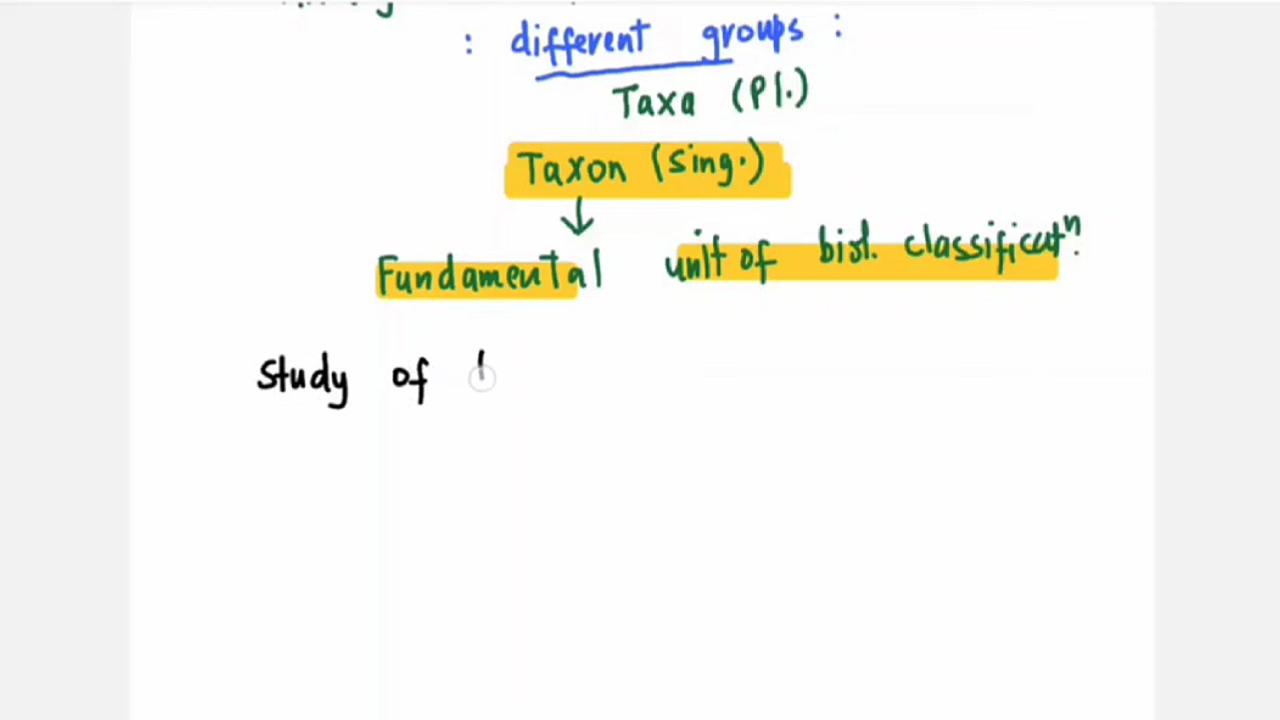 : different groups :
Taxa (Pl.)
Taxon (Sing.)
↓
Fundamental unit of biol. classificatⁿ.
Study of